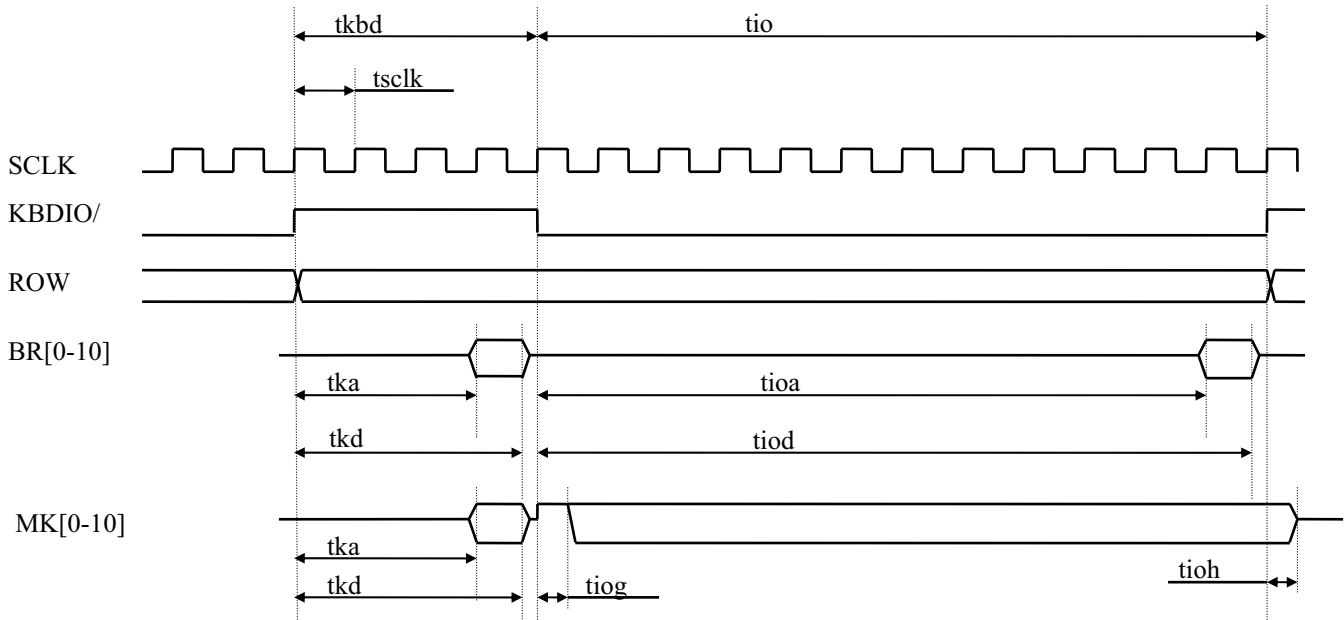 tkbd tio
tsclk
SCLK
KBDIO/
ROW
BR[0-10]
tka tioa
tkd tiod
MK[0-10]
tka
tkd tiog tioh